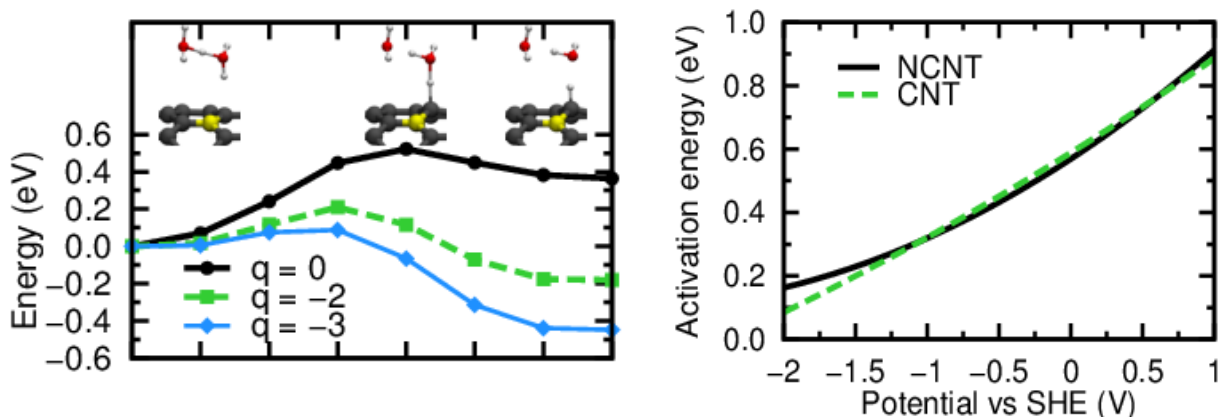 Energy (eV)
0.6
0.4
0.2
0.0
−0.2
−0.4
−0.6
q = 0
q = −2
q = −3
Activation energy (eV)
1.0
0.8
0.6
0.4
0.2
0.0
NCNT
CNT
−2 −1.5 −1 −0.5 0 0.5 1
Potential vs SHE (V)